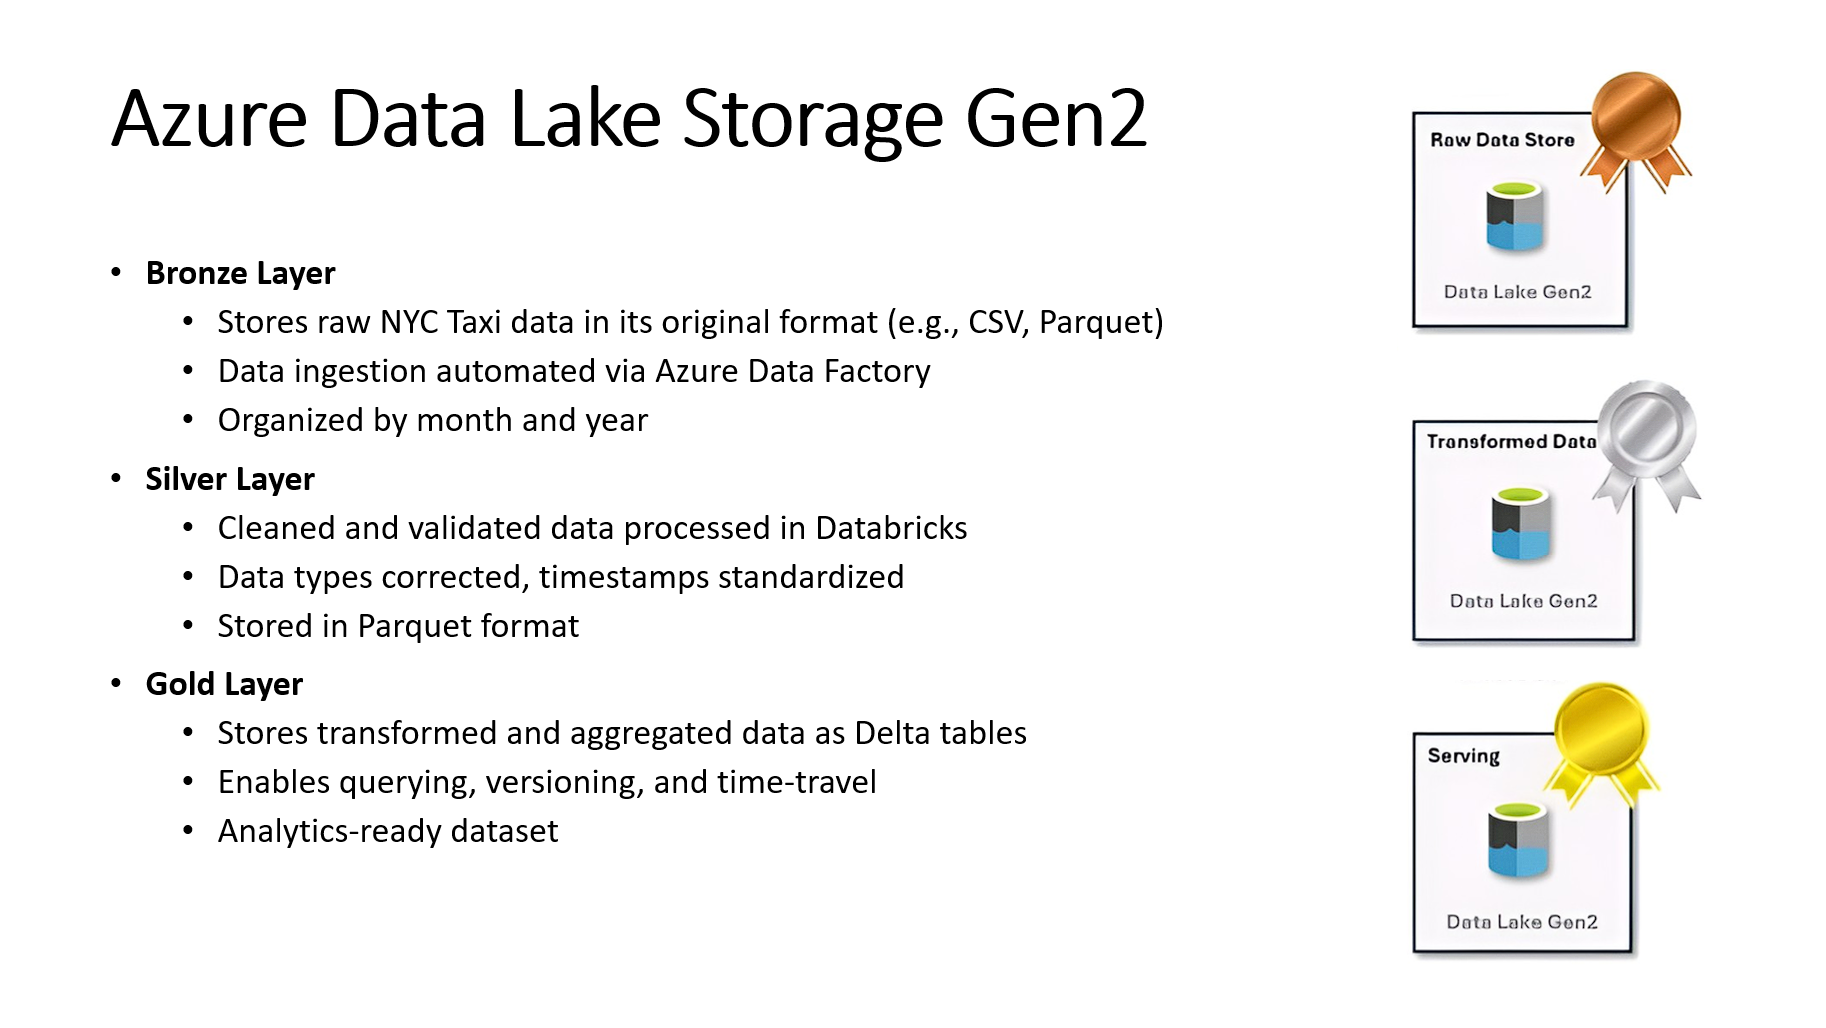 Azure Data Lake Storage Gen2
• Bronze Layer
• Stores raw NYC Taxi data in its original format (e.g., CSV, Parquet)
• Data ingestion automated via Azure Data Factory
• Organized by month and year
• Silver Layer
• Cleaned and validated data processed in Databricks
• Data types corrected, timestamps standardized
• Stored in Parquet format
• Gold Layer
• Stores transformed and aggregated data as Delta tables
• Enables querying, versioning, and time-travel
• Analytics-ready dataset
Raw Data Store
Data Lake Gen2
Transformed Data
Data Lake Gen2
Serving
Data Lake Gen2